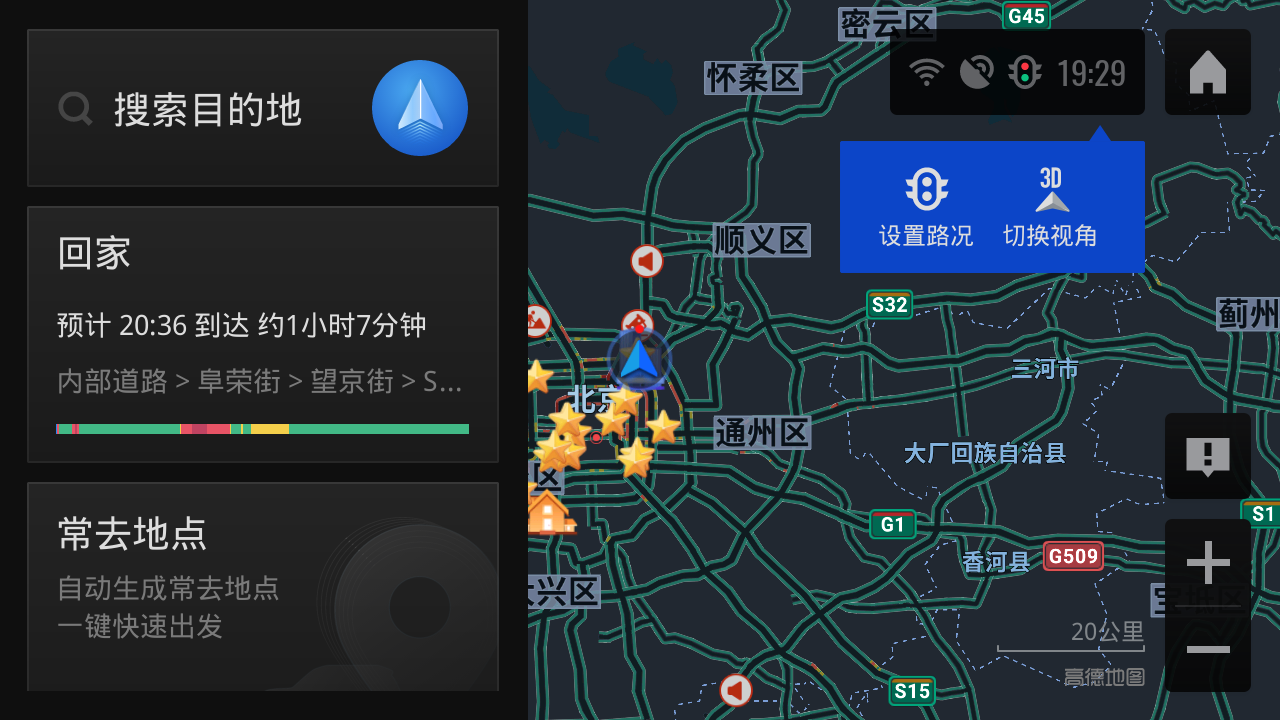 搜索目的地
回家
预计 20:36 到达 约1小时7分钟
内部道路 > 阜荣街 > 望京街 > S...
常去地点
自动生成常去地点
一键快速出发
密云区
G45
怀柔区
19:29
3D
设置路况
切换视角
顺义区
S32
蓟州
三河市
北京
通州区
大厂回族自治县
区
S1
G1
香河县
G509
大兴区
宝坻区
20公里
高德地图
S15